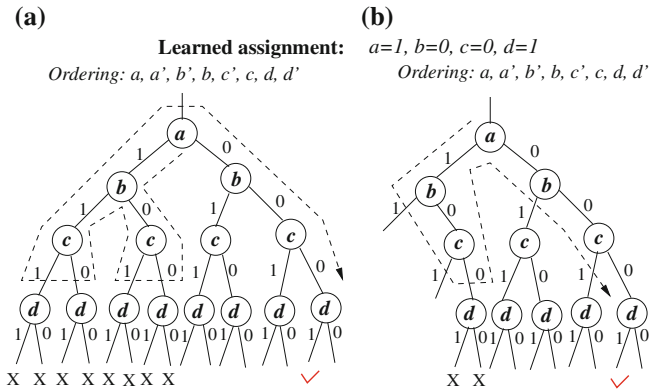 (a) (b)
Learned assignment: a=1, b=0, c=0, d=1
Ordering: a, a’, b’, b, c’, c, d, d’ Ordering: a, a’, b’, b, c’, c, d, d’
a a
1 0 1 0
b b b b
1 0 1 0 1 0 1 0
c c c c c c c
1 0 1 0 1 0 1 0 1 0 1 0 1 0
d d d d d d d d d d d d d
1 0 1 0 1 0 1 0 1 0 1 0 1 0 1 0 1 0 1 0 1 0 1 0 1 0
X X X X X X X X ✓ X X ✓